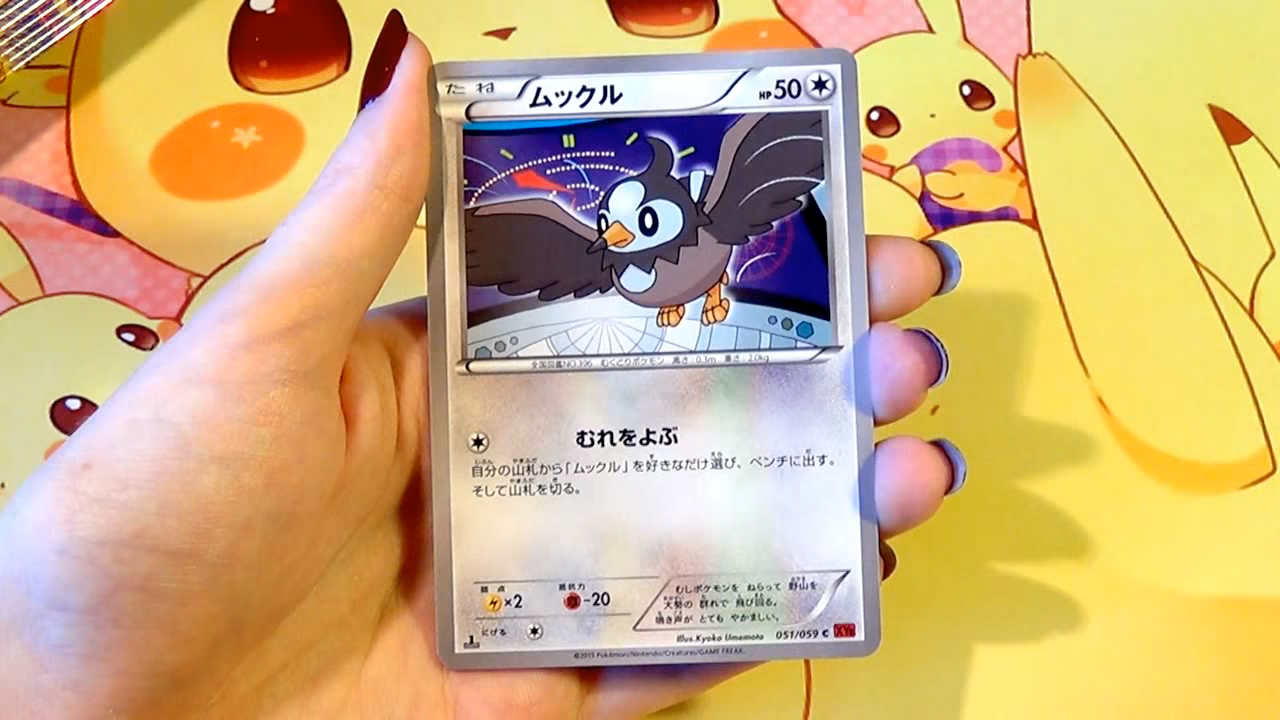 たね ムックル HP50
全国図鑑NO.396 むくどりポケモン 高さ:0.3m 重さ:2.0kg
むれをよぶ
自分の山札から「ムックル」を好きなだけ選び、ベンチに出す。
そして山札を切る。
弱点 抵抗力
×2 -20
にげる
むしポケモンを ねらって 野山を
大勢の 群れで 飛び回る。
鳴き声が とても やかましい。
Illus.Kyoko Umemoto 051/059 C XY8
©2015 Pokémon/Nintendo/Creatures/GAME FREAK.